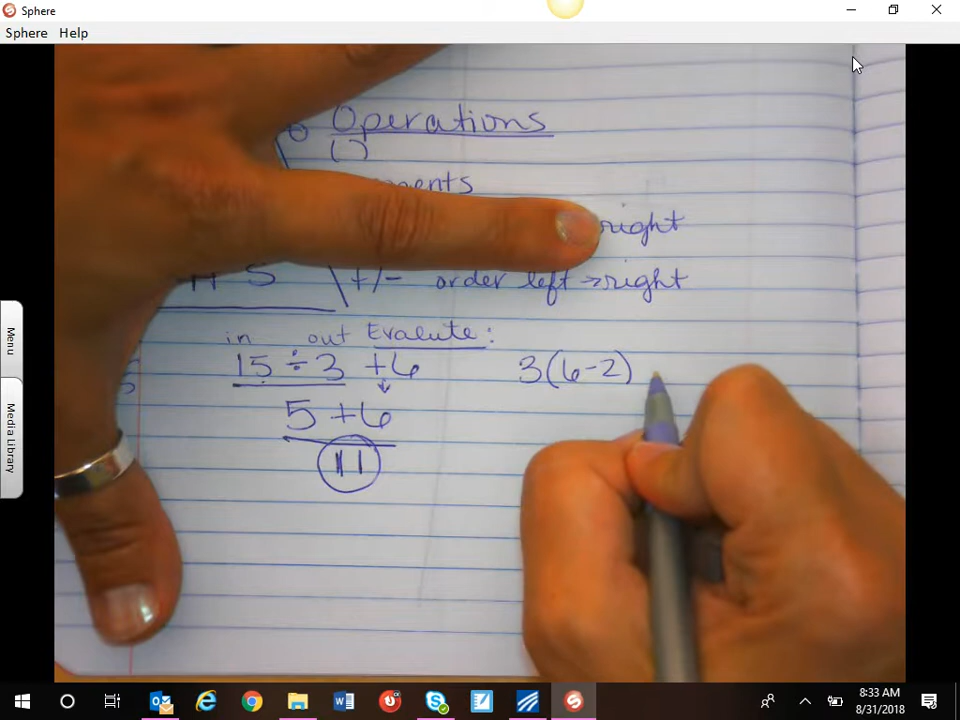 Sphere
Sphere Help
Operations
( )
ments
right
+/- order left → right
in out Evalute:
15 ÷ 3 + 6 3(6-2)
5 + 6
11
Menu
Media Library
8:33 AM
8/31/2018